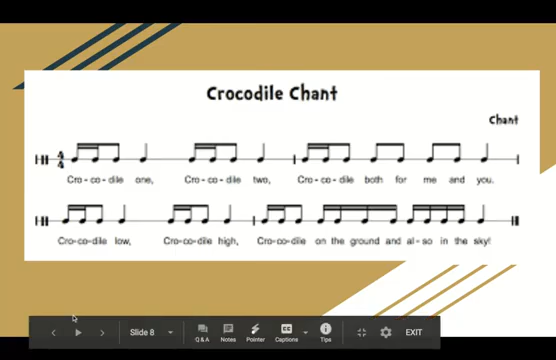 Crocodile Chant
Chant
4
4
Cro-co-dile one, Cro-co-dile two, Cro-co-dile both for me and you.
Cro-co-dile low, Cro-co-dile high, Cro-co-dile on the ground and al-so in the sky!
Slide 8 Q & A Notes Pointer Captions Tips EXIT